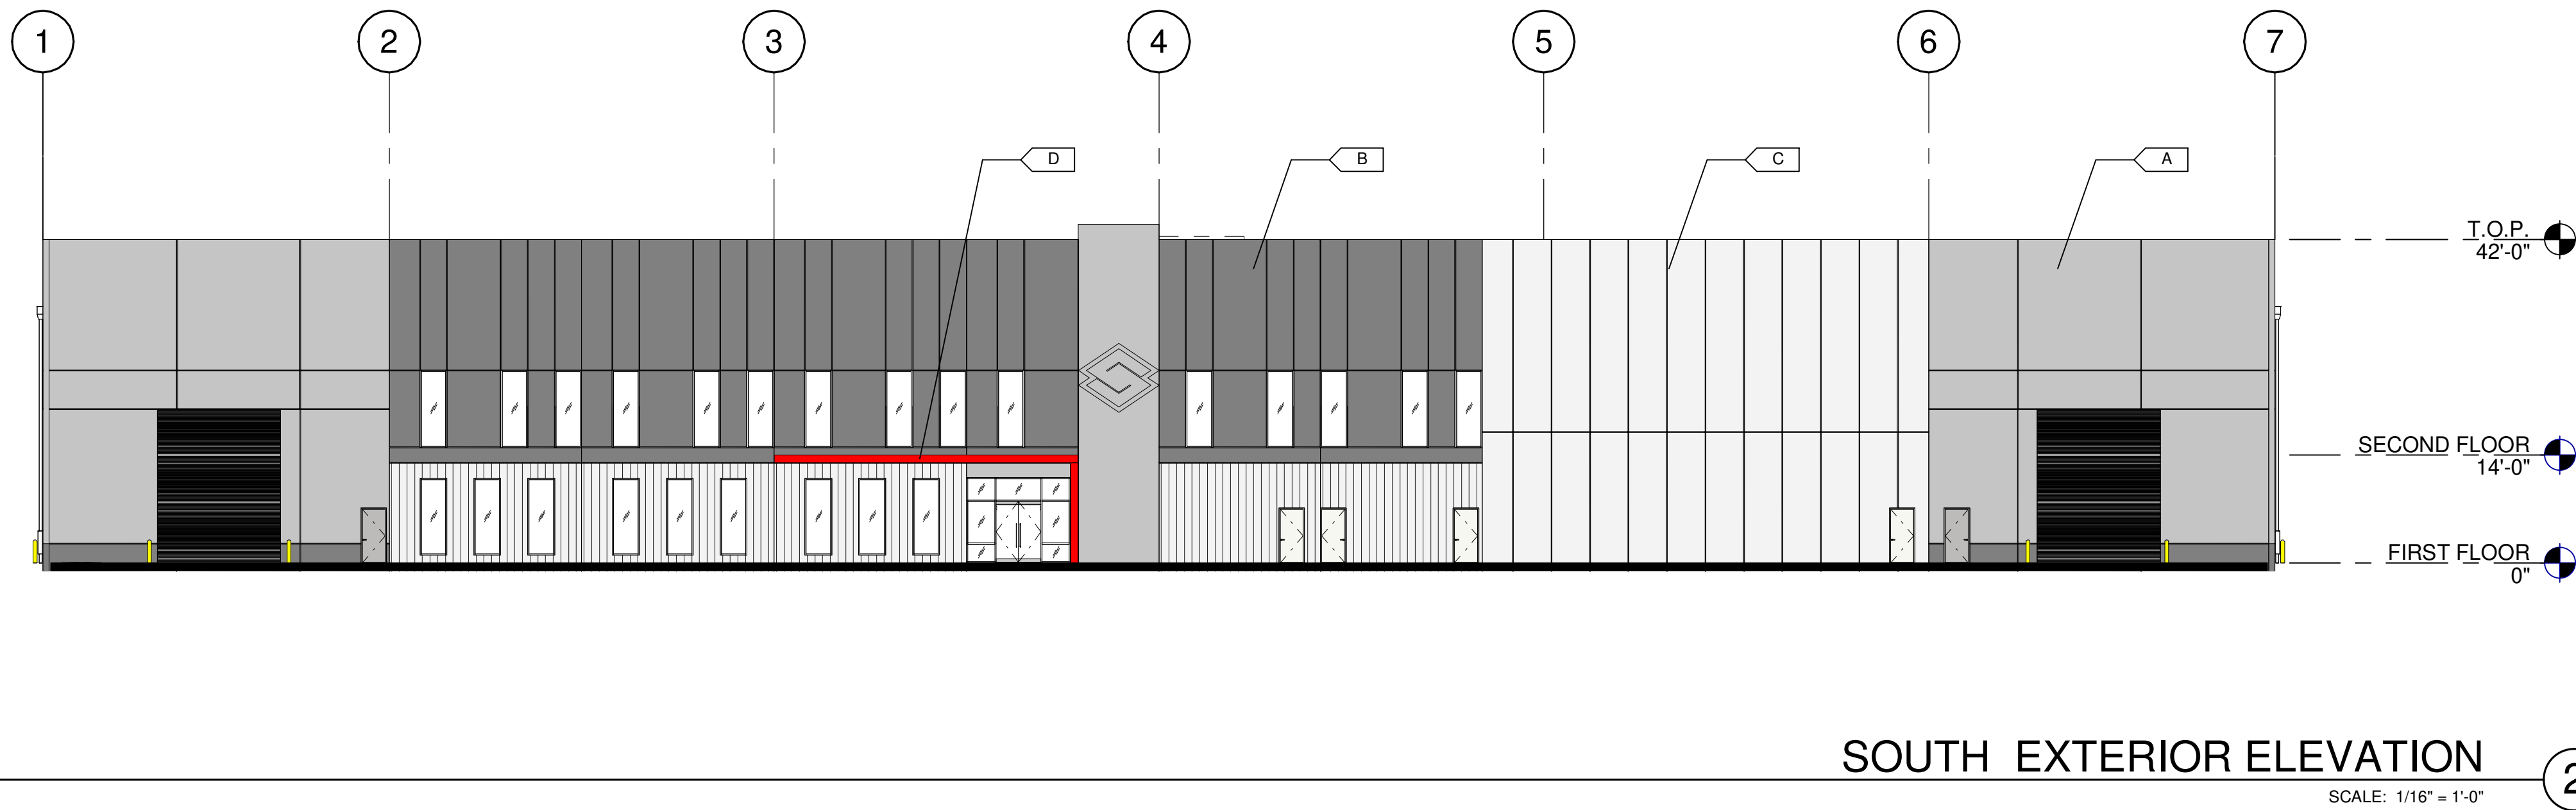 1 2 3 4 5 6 7
D B C A
T.O.P.
42'-0"
SECOND FLOOR
14'-0"
FIRST FLOOR
0"
SOUTH EXTERIOR ELEVATION
2
SCALE: 1/16" = 1'-0"